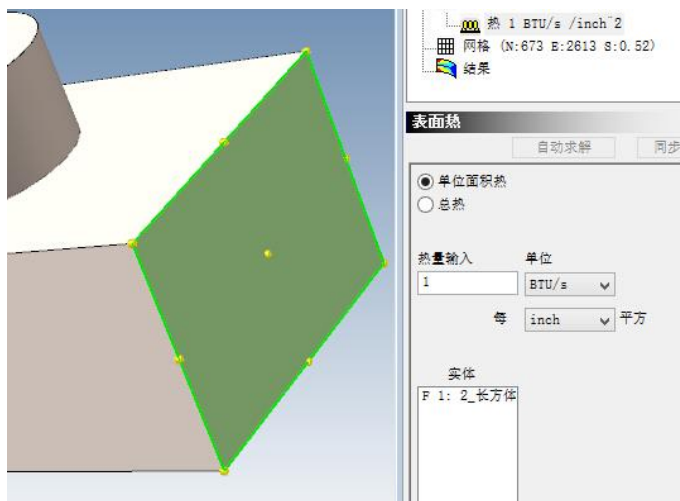 热 1 BTU/s /inch^2
网格 (N:673 E:2613 S:0.52)
结果
表面热
自动求解 同步
单位面积热
总热
热量输入 单位
1 BTU/s
每 inch 平方
实体
F 1: 2_长方体